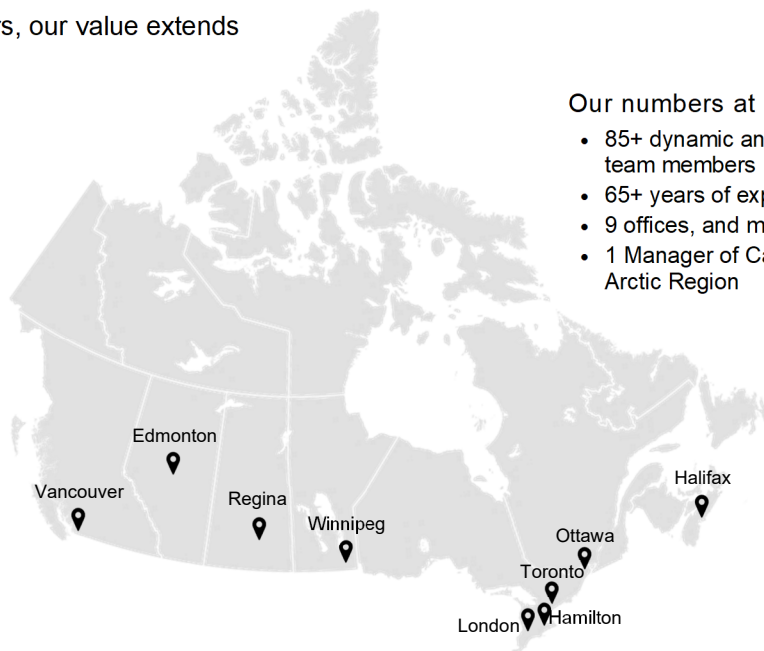 s, our value extends
Our numbers at
85+ dynamic an
team members
65+ years of exp
9 offices, and m
1 Manager of Ca
Arctic Region
Edmonton
Vancouver
Regina
Winnipeg
Halifax
Ottawa
Toronto
London
Hamilton